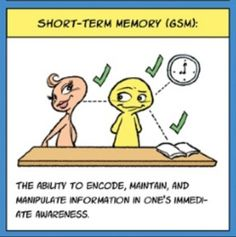 SHORT-TERM MEMORY (GSM):
THE ABILITY TO ENCODE, MAINTAIN, AND
MANIPULATE INFORMATION IN ONE'S IMMEDI-
ATE AWARENESS.